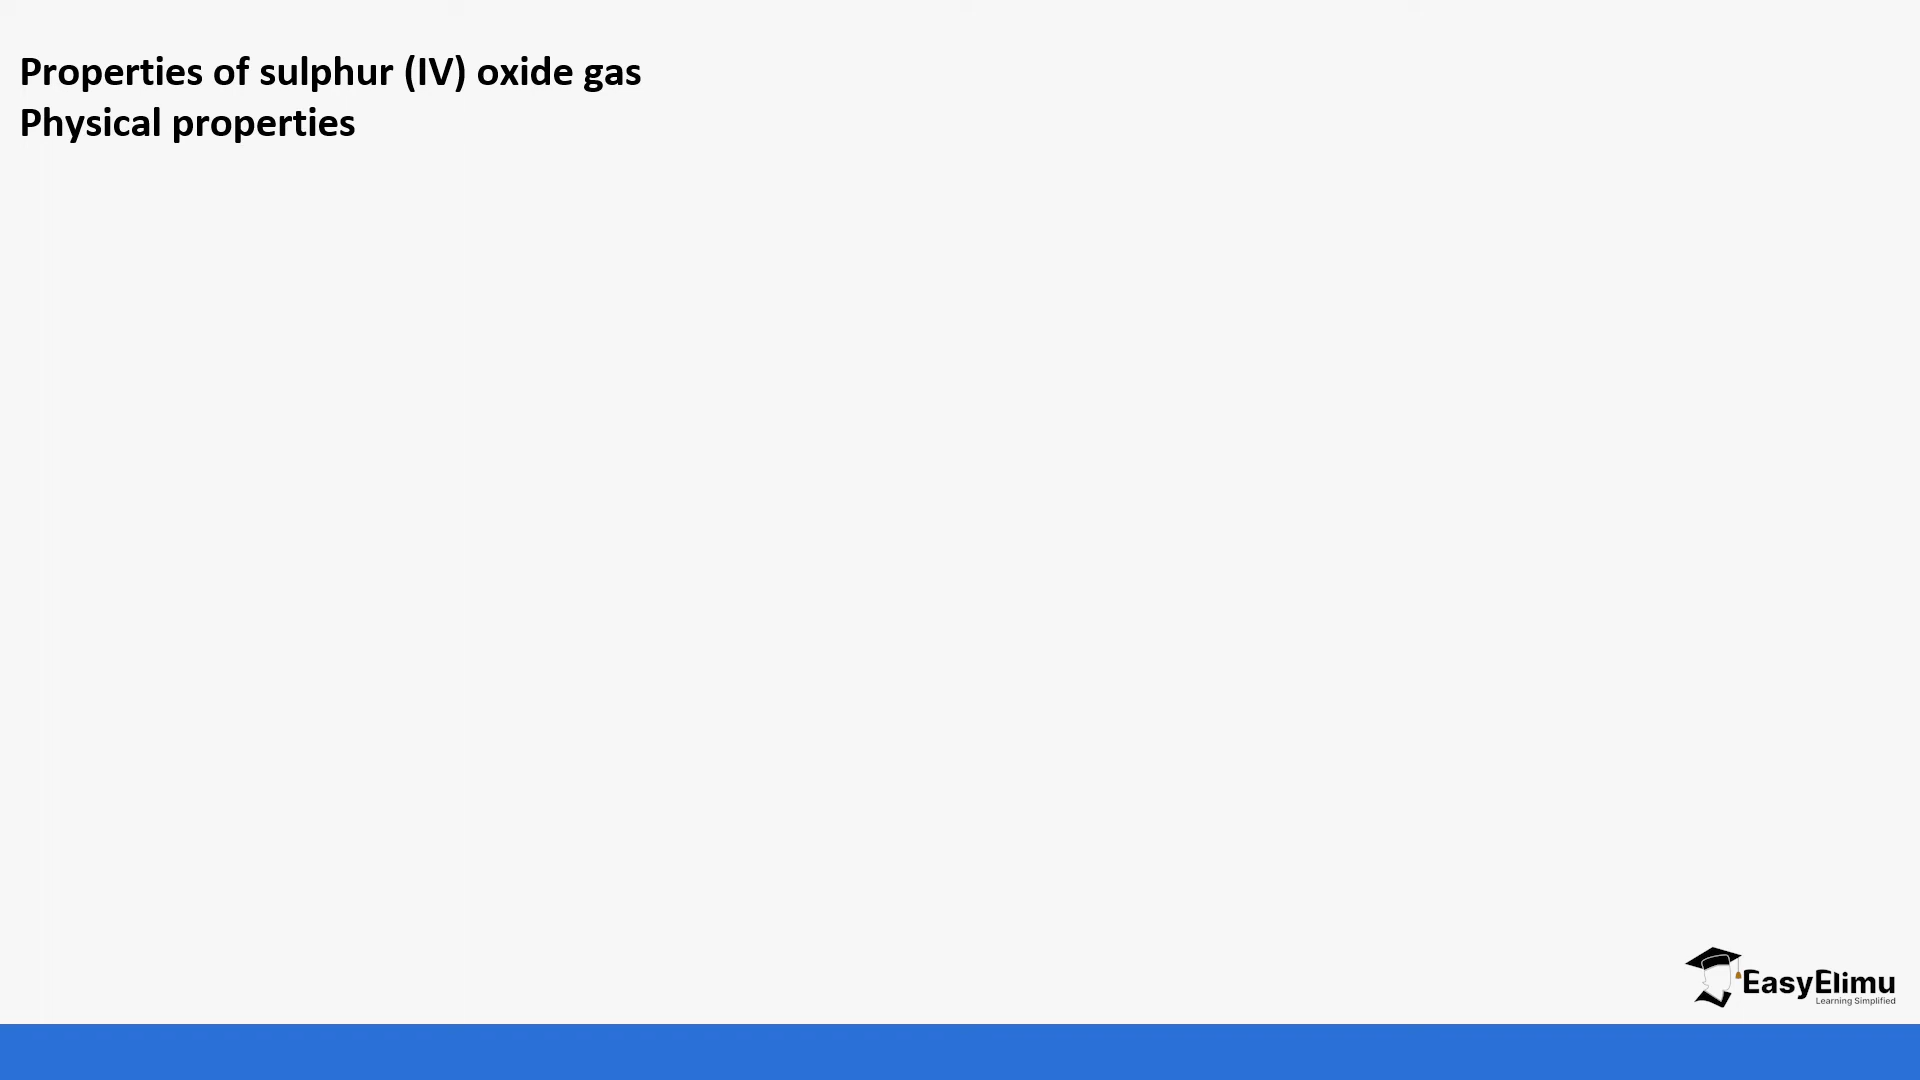 Properties of sulphur (IV) oxide gas
Physical properties
EasyElimu
Learning Simplified